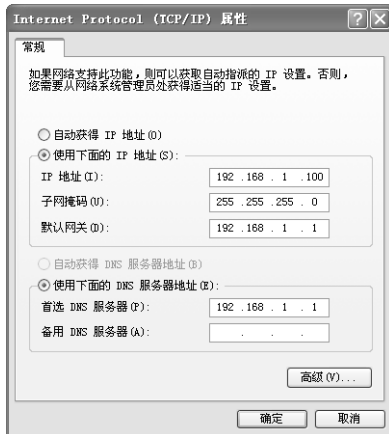 Internet Protocol (TCP/IP) 属性
常规
如果网络支持此功能，则可以获取自动指派的 IP 设置。否则，
您需要从网络系统管理员处获得适当的 IP 设置。
自动获得 IP 地址(O)
使用下面的 IP 地址(S):
IP 地址(I): 192 .168 . 1 .100
子网掩码(U): 255 .255 .255 . 0
默认网关(D): 192 .168 . 1 . 1
自动获得 DNS 服务器地址(B)
使用下面的 DNS 服务器地址(E):
首选 DNS 服务器(P): 192 .168 . 1 . 1
备用 DNS 服务器(A): . . .
高级(V)...
确定 取消